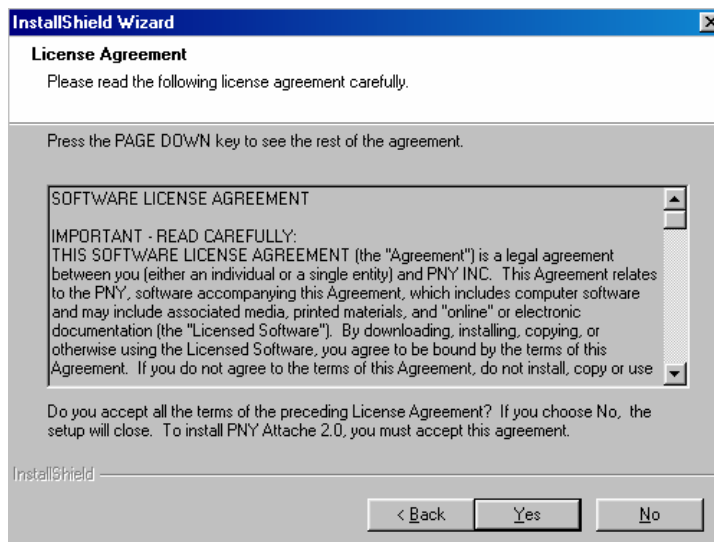 InstallShield Wizard
License Agreement
Please read the following license agreement carefully.
Press the PAGE DOWN key to see the rest of the agreement.
SOFTWARE LICENSE AGREEMENT
IMPORTANT - READ CAREFULLY:
THIS SOFTWARE LICENSE AGREEMENT (the "Agreement") is a legal agreement
between you (either an individual or a single entity) and PNY INC.  This Agreement relates
to the PNY, software accompanying this Agreement, which includes computer software
and may include associated media, printed materials, and "online" or electronic
documentation (the "Licensed Software").  By downloading, installing, copying, or
otherwise using the Licensed Software, you agree to be bound by the terms of this
Agreement.  If you do not agree to the terms of this Agreement, do not install, copy or use
Do you accept all the terms of the preceding License Agreement?  If you choose No,  the
setup will close.  To install PNY Attache 2.0, you must accept this agreement.
InstallShield
< Back
Yes
No